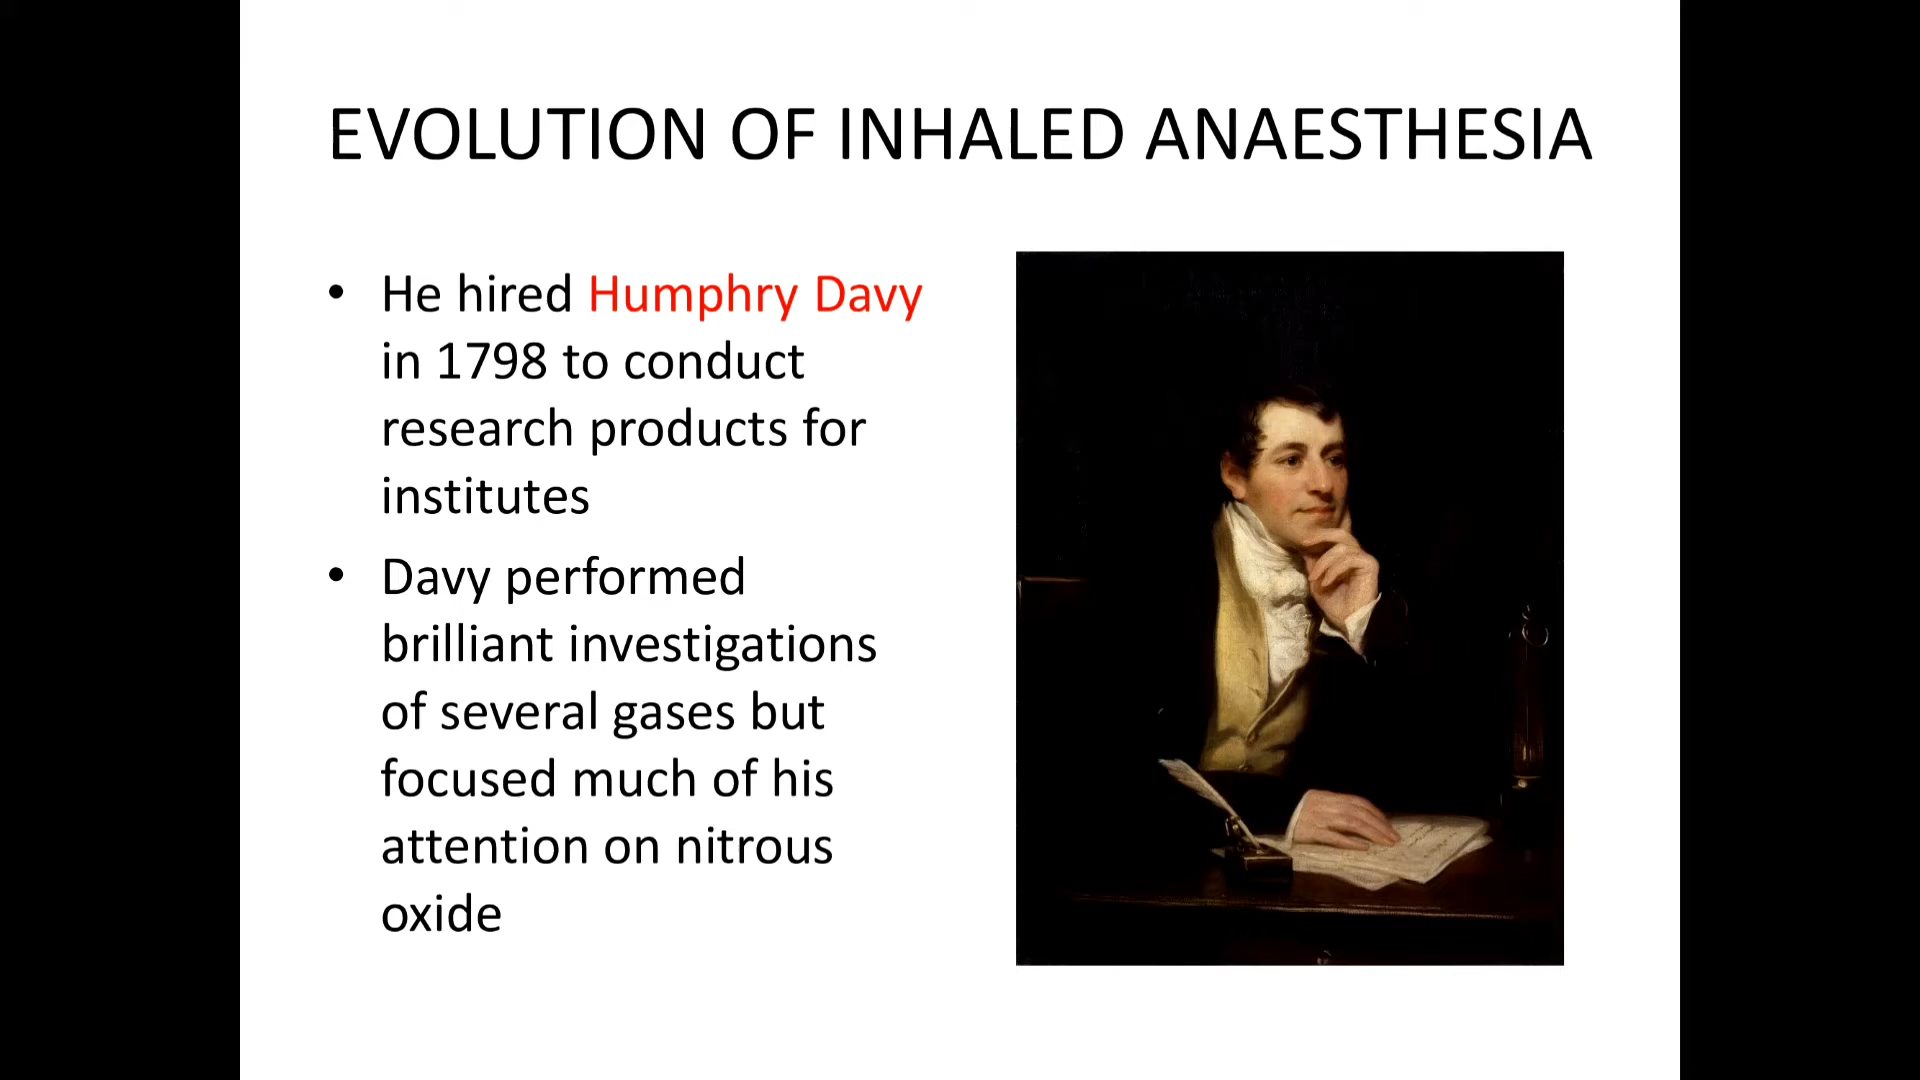 EVOLUTION OF INHALED ANAESTHESIA
• He hired Humphry Davy
in 1798 to conduct
research products for
institutes
• Davy performed
brilliant investigations
of several gases but
focused much of his
attention on nitrous
oxide